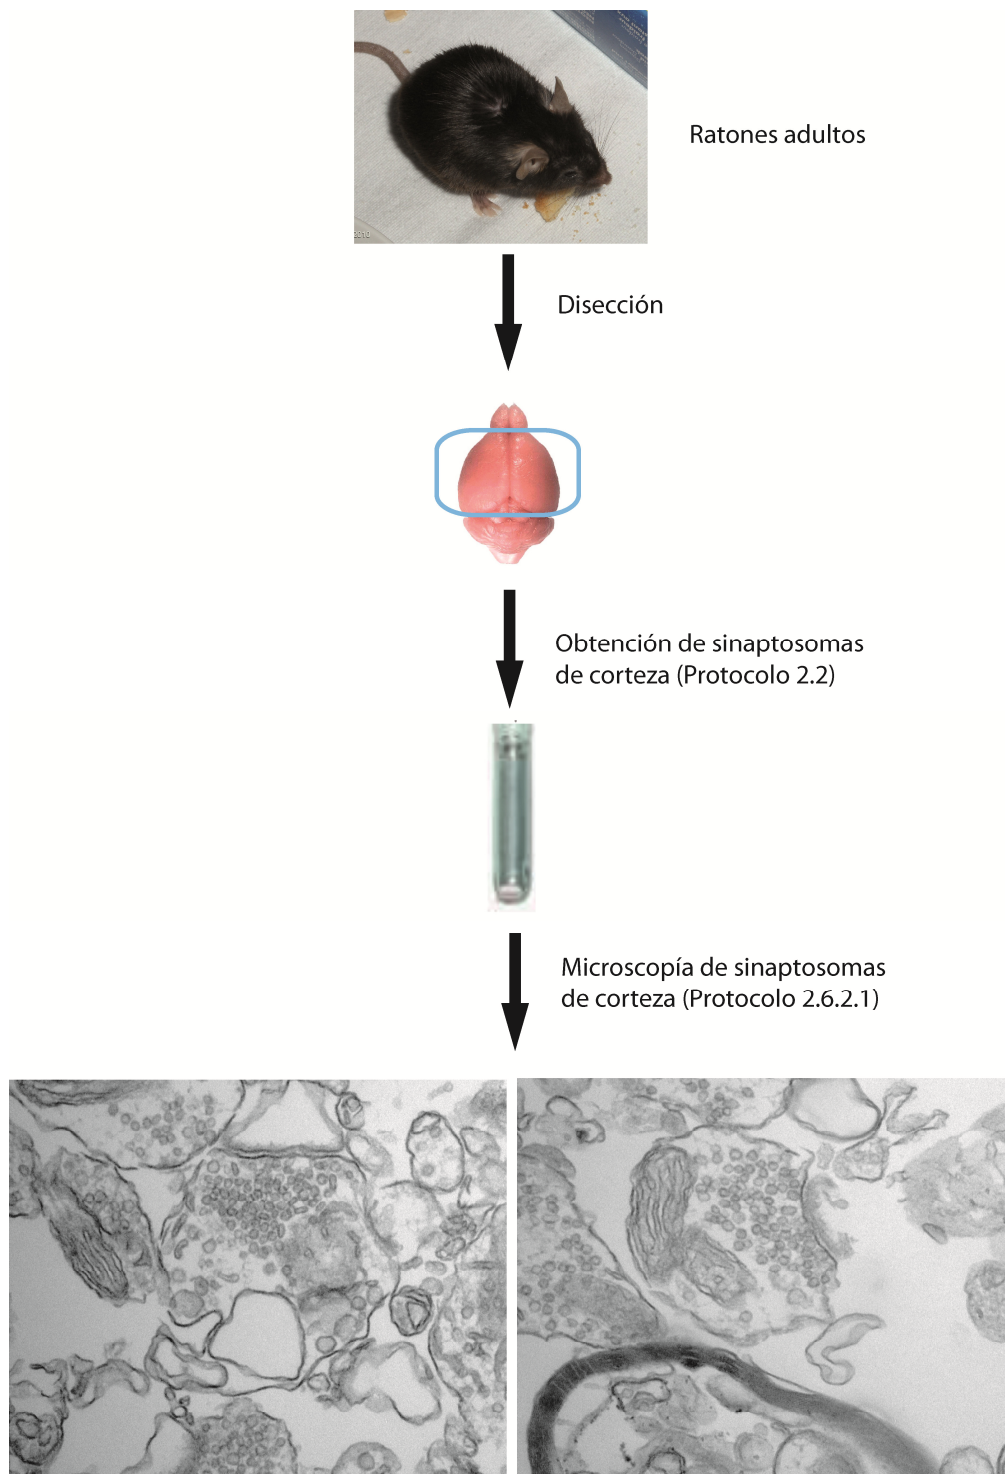 Ratones adultos
2010
Disección
Obtención de sinaptosomas
de corteza (Protocolo 2.2)
Microscopía de sinaptosomas
de corteza (Protocolo 2.6.2.1)